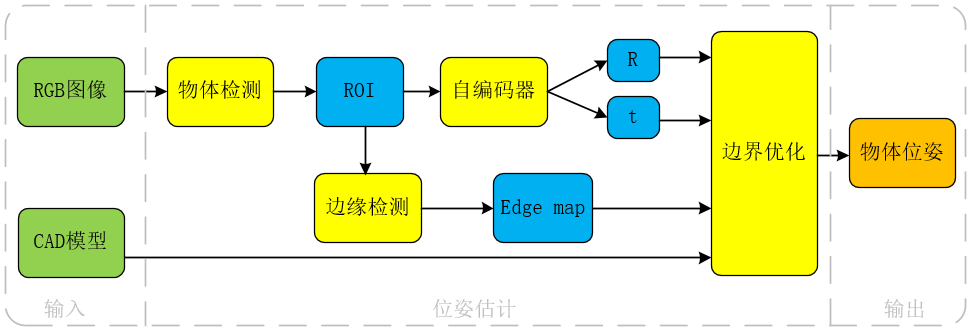 RGB图像
物体检测
ROI
自编码器
R
t
边界优化
物体位姿
边缘检测
Edge map
CAD模型
输入
位姿估计
输出